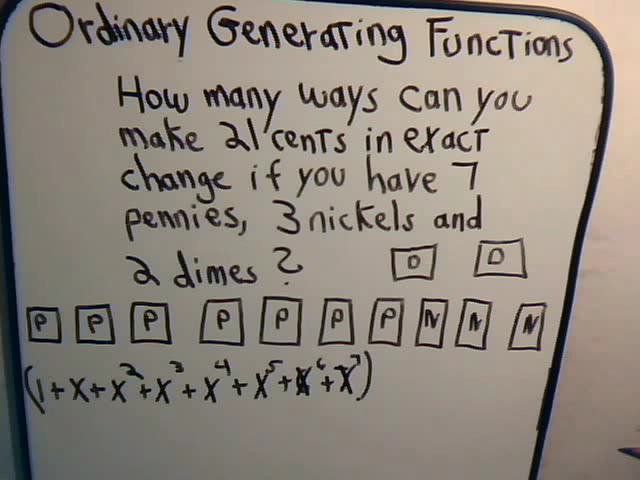 Ordinary Generating Functions
How many ways can you
make 21 cents in exact
change if you have 7
pennies, 3 nickels and
2 dimes?
D D
P P P P P P P N N N
(1+x+x²+x³+x⁴+x⁵+x⁶+x⁷)